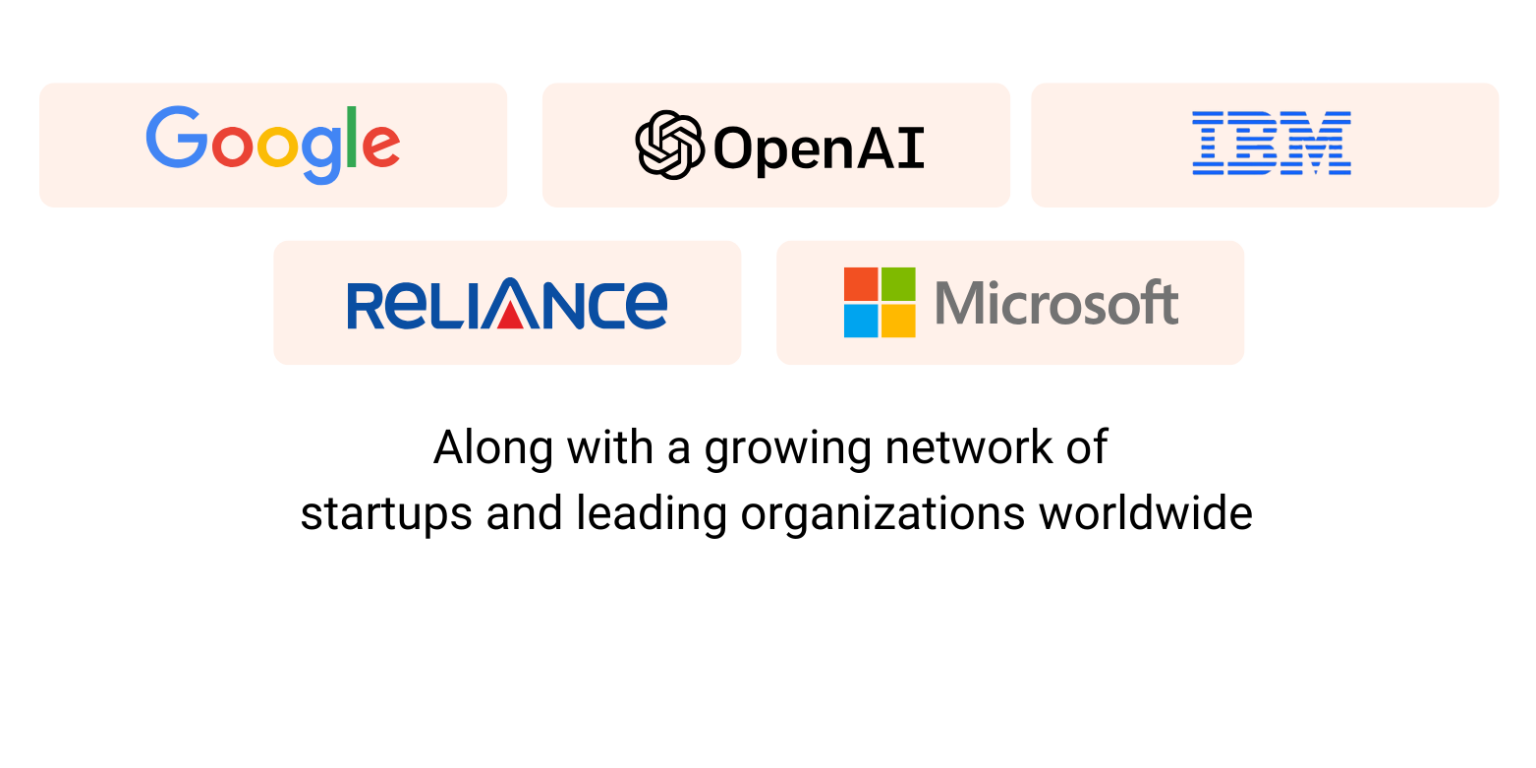 Google
OpenAI
IBM
RELIANCE
Microsoft
Along with a growing network of
startups and leading organizations worldwide